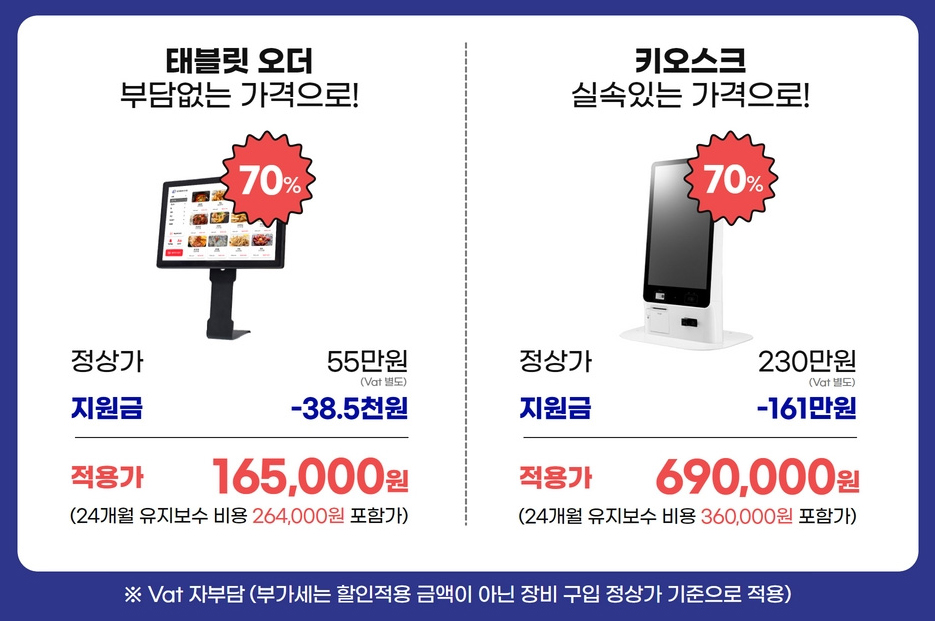 태블릿 오더
부담없는 가격으로!
70%
정상가 55만원
(Vat 별도)
지원금 -38.5천원
적용가 165,000원
(24개월 유지보수 비용 264,000원 포함가)
키오스크
실속있는 가격으로!
70%
정상가 230만원
(Vat 별도)
지원금 -161만원
적용가 690,000원
(24개월 유지보수 비용 360,000원 포함가)
※ Vat 자부담 (부가세는 할인적용 금액이 아닌 장비 구입 정상가 기준으로 적용)